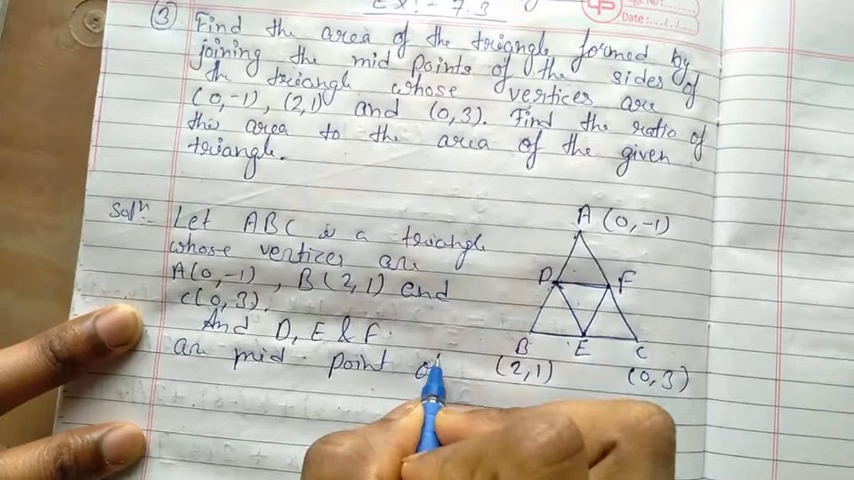 Ex:- 7.3
Date:
③ Find the area of the triangle formed by
joining the mid points of the sides of
the triangle whose vertices are
(0,-1), (2,1) and (0,3). Find the ratio of
this area to the area of the given
triangle.
Solⁿ. Let ABC is a triangle
whose vertices are
A(0,-1), B(2,1) and
C(0,3).
And D, E & F.
are mid point of
A (0,-1)
D F
B E C
(2,1) (0,3)